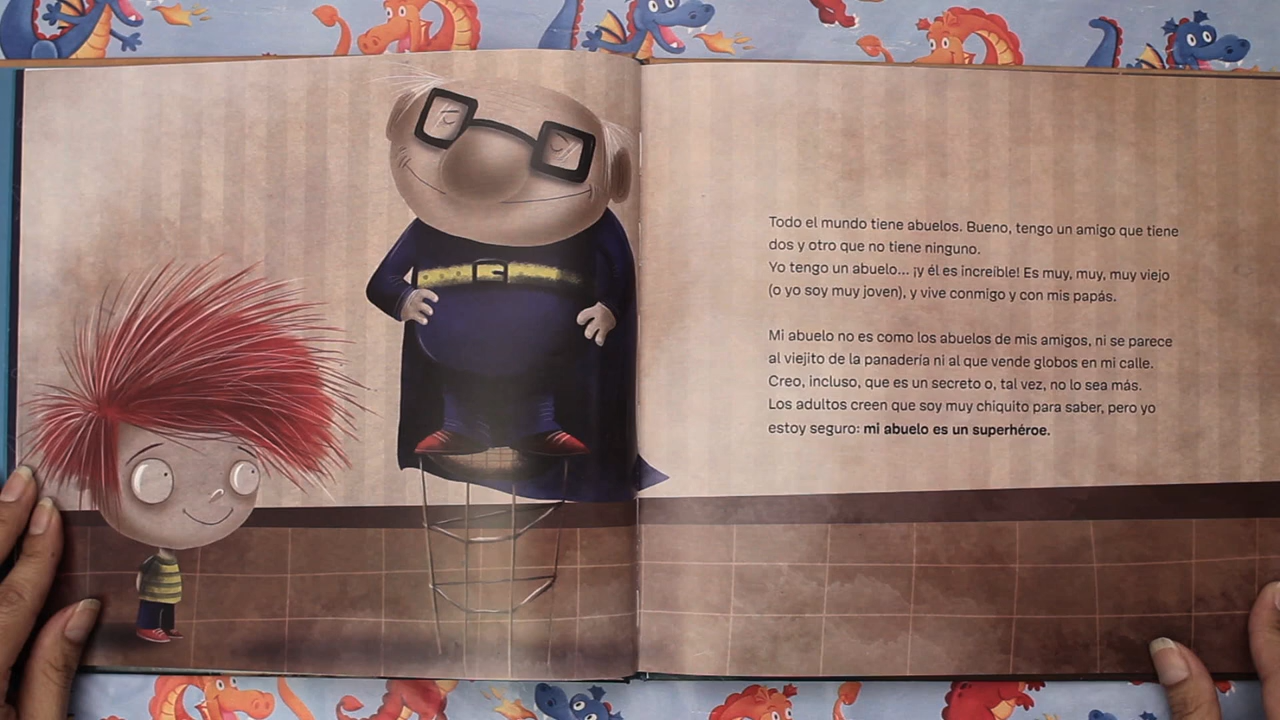 Todo el mundo tiene abuelos. Bueno, tengo un amigo que tiene
dos y otro que no tiene ninguno.
Yo tengo un abuelo... ¡y él es increíble! Es muy, muy, muy viejo
(o yo soy muy joven), y vive conmigo y con mis papás.
Mi abuelo no es como los abuelos de mis amigos, ni se parece
al viejito de la panadería ni al que vende globos en mi calle.
Creo, incluso, que es un secreto o, tal vez, no lo sea más.
Los adultos creen que soy muy chiquito para saber, pero yo
estoy seguro: mi abuelo es un superhéroe.